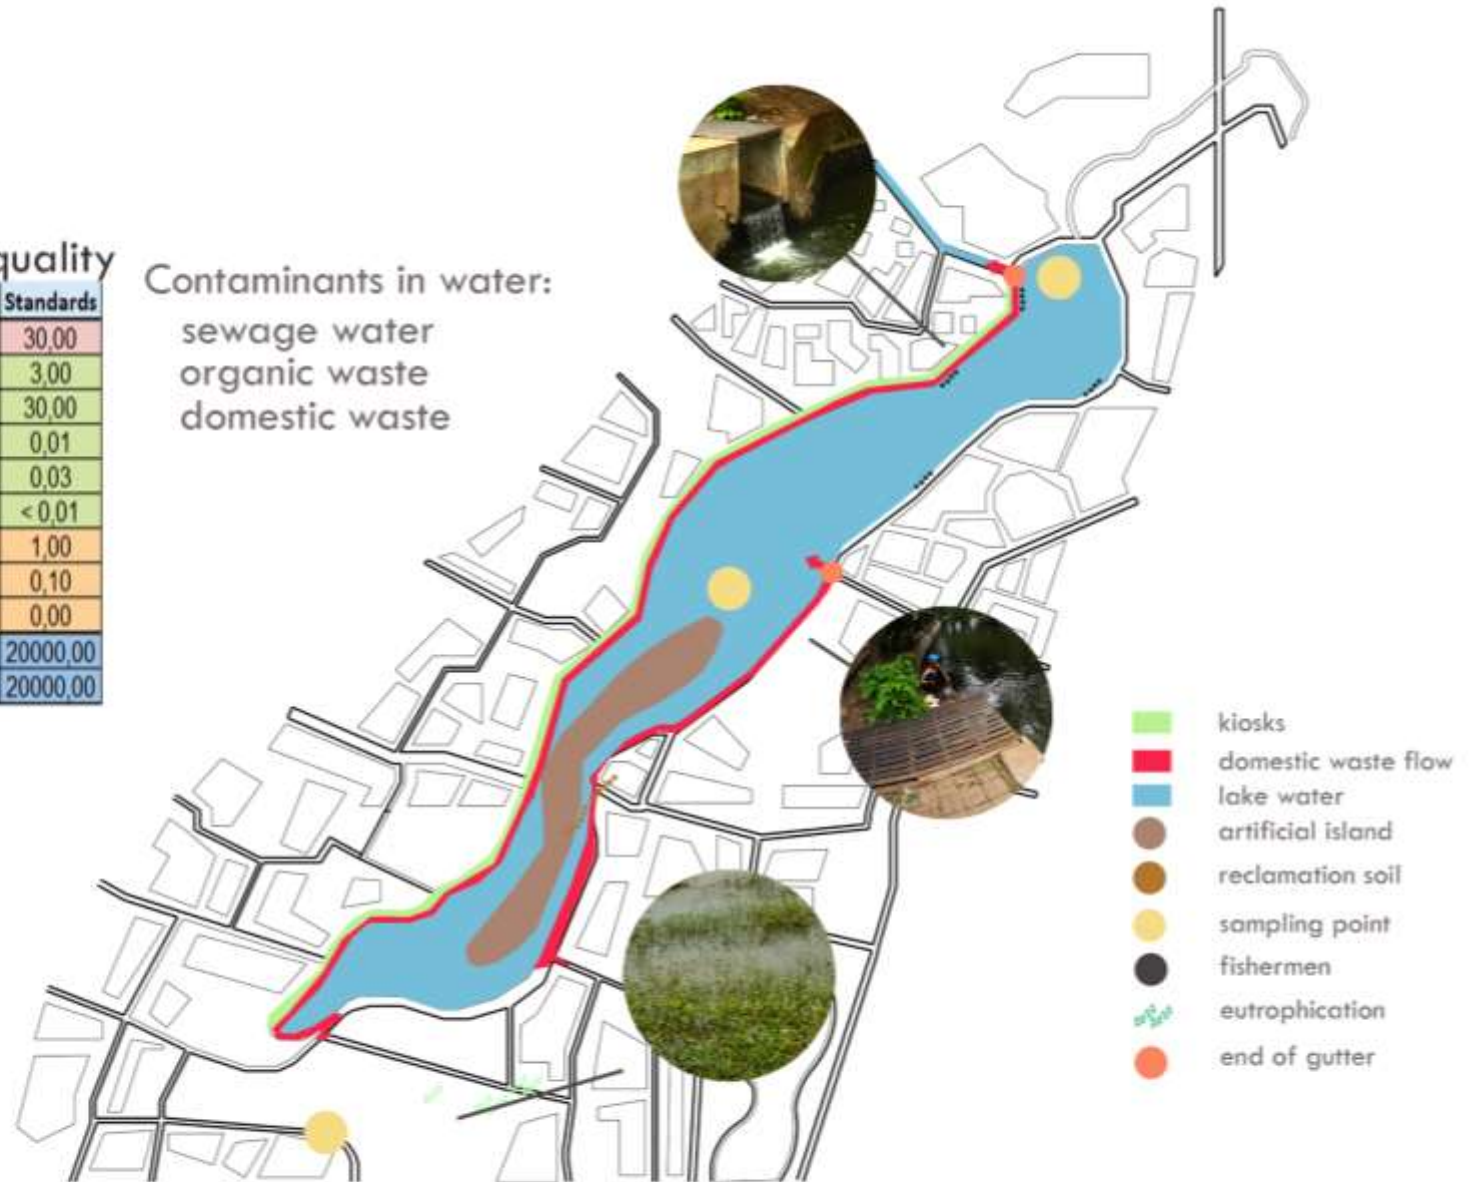 quality
Standards
30,00
3,00
30,00
0,01
0,03
<0,01
1,00
0,10
0,00
20000,00
20000,00
Contaminants in water:
sewage water
organic waste
domestic waste
kiosks
domestic waste flow
lake water
artificial island
reclamation soil
sampling point
fishermen
eutrophication
end of gutter